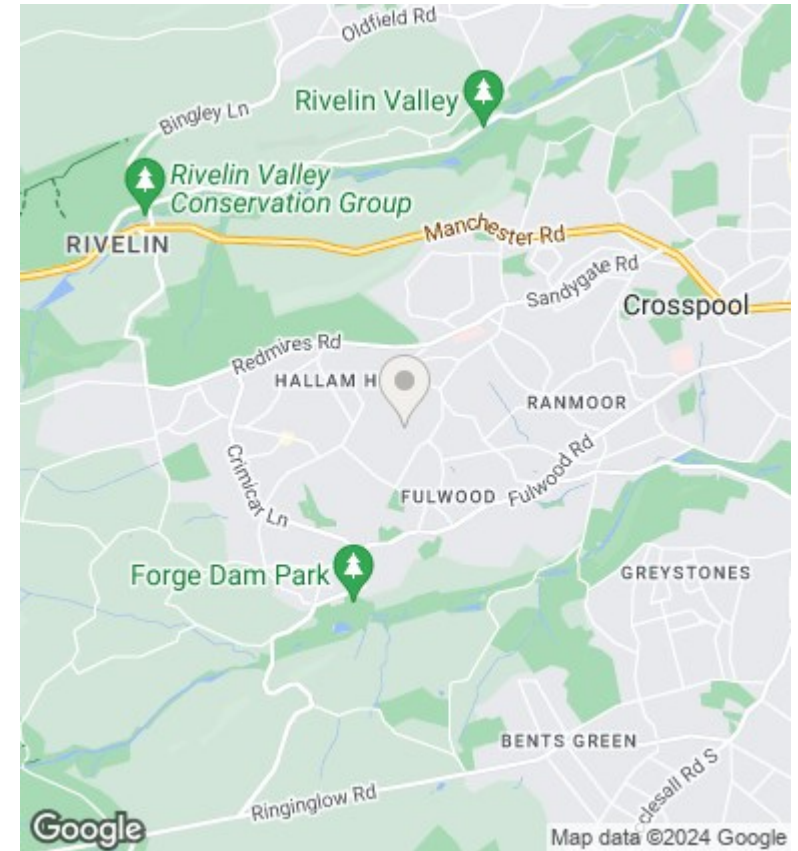 Oldfield Rd
Rivelin Valley
Bingley Ln
Rivelin Valley
Conservation Group
Manchester Rd
RIVELIN
Sandygate Rd
Crosspool
Redmires Rd
HALLAM H
RANMOOR
Crimicar Ln
FULWOOD
Fulwood Rd
Forge Dam Park
GREYSTONES
BENTS GREEN
clesall Rd S
Ringinglow Rd
Google
Map data ©2024 Google